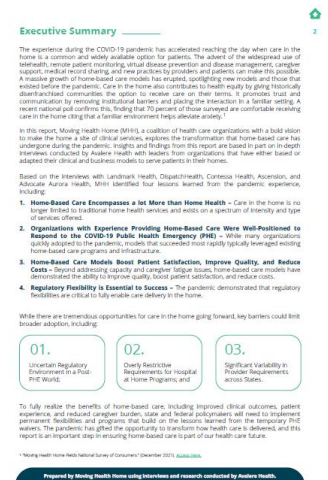 Executive Summary
2
The experience during the COVID-19 pandemic has accelerated reaching the day when care in the
home is a common and widely available option for patients. The advent of the widespread use of
telehealth, remote patient monitoring, virtual disease prevention and disease management, caregiver
support, medical record sharing, and new practices by providers and patients can make this possible.
A massive growth of home-based care models has erupted, spotlighting new models and those that
existed before the pandemic. Care in the home also contributes to health equity by giving historically
disenfranchised communities the option to receive care on their terms. It promotes trust and
communication by removing institutional barriers and placing the interaction in a familiar setting. A
recent national poll confirms this, finding that 70 percent of those surveyed are comfortable receiving
care in the home citing that a familiar environment helps alleviate anxiety. 1
In this report, Moving Health Home (MHH), a coalition of health care organizations with a bold vision
to make the home a site of clinical services, explores the transformation that home-based care has
undergone during the pandemic. Insights and findings from this report are based in part on in-depth
interviews conducted by Avalere Health with leaders from organizations that have either based or
adapted their clinical and business models to serve patients in their homes.
Based on the interviews with Landmark Health, DispatchHealth, Contessa Health, Ascension, and
Advocate Aurora Health, MHH identified four lessons learned from the pandemic experience,
including:
1. Home-Based Care Encompasses a lot More than Home Health – Care in the home is no
longer limited to traditional home health services and exists on a spectrum of intensity and type
of services offered.
2. Organizations with Experience Providing Home-Based Care Were Well-Positioned to
Respond to the COVID-19 Public Health Emergency (PHE) – While many organizations
quickly adopted to the pandemic, models that succeeded most rapidly typically leveraged existing
home-based care programs and infrastructure.
3. Home-Based Care Models Boost Patient Satisfaction, Improve Quality, and Reduce
Costs – Beyond addressing capacity and caregiver fatigue issues, home-based care models have
demonstrated the ability to improve quality, boost patient satisfaction, and reduce costs.
4. Regulatory Flexibility is Essential to Success – The pandemic demonstrated that regulatory
flexibilities are critical to fully enable care delivery in the home.
While there are tremendous opportunities for care in the home going forward, key barriers could limit
broader adoption, including:
01.
Uncertain Regulatory
Environment in a Post-
PHE World;
02.
Overly Restrictive
Requirements for Hospital
at Home Programs; and
03.
Significant Variability in
Provider Requirements
across States.
To fully realize the benefits of home-based care, including improved clinical outcomes, patient
experience, and reduced caregiver burden, state and federal policymakers will need to implement
permanent flexibilities and programs that build on the lessons learned from the temporary PHE
waivers. The pandemic has gifted the opportunity to transform how health care is delivered, and this
report is an important step in ensuring home-based care is part of our health care future.
1 "Moving Health Home Fields National Survey of Consumers." (December 2021). Access Here.
Prepared by Moving Health Home using interviews and research conducted by Avalere Health.